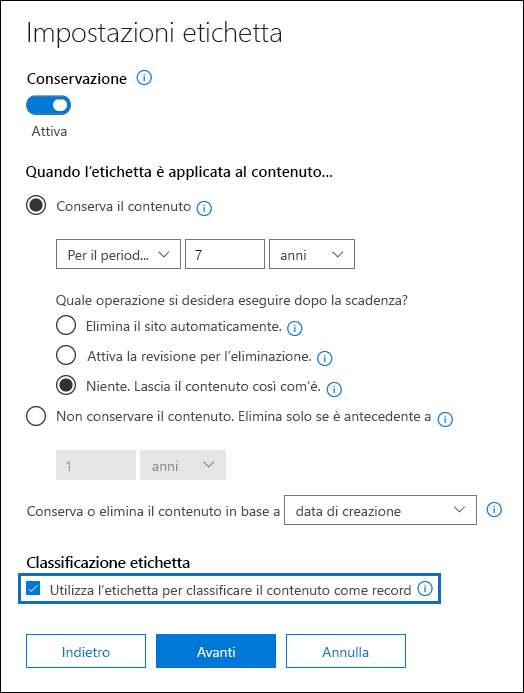 Impostazioni etichetta
Conservazione
Attiva
Quando l'etichetta è applicata al contenuto...
Conserva il contenuto
Per il period... 7 anni
Quale operazione si desidera eseguire dopo la scadenza?
Elimina il sito automaticamente.
Attiva la revisione per l'eliminazione.
Niente. Lascia il contenuto così com'è.
Non conservare il contenuto. Elimina solo se è antecedente a
1 anni
Conserva o elimina il contenuto in base a data di creazione
Classificazione etichetta
Utilizza l'etichetta per classificare il contenuto come record
Indietro Avanti Annulla